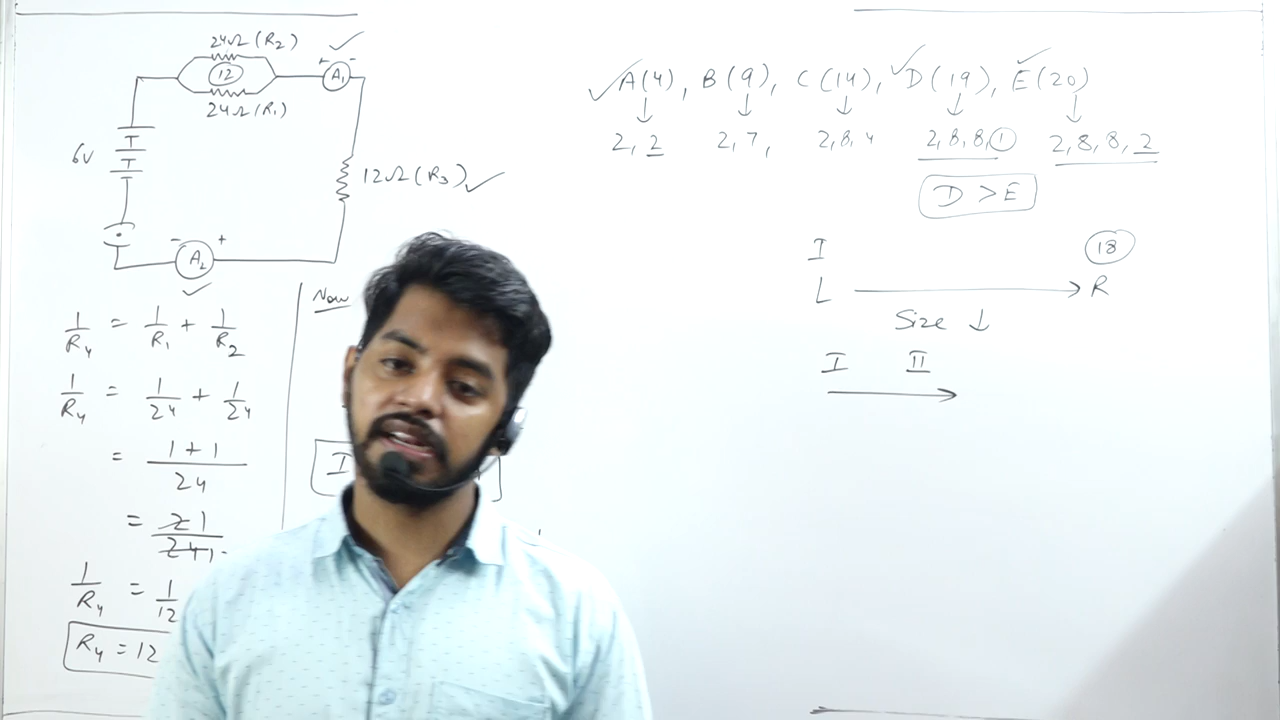 24Ω (R₂)
12
A₁
+ -
24Ω (R₁)
6V
12Ω (R₃)
- +
A₂
1/R₄ = 1/R₁ + 1/R₂
1/R₄ = 1/24 + 1/24
= 1 + 1 / 24
= 2 1 / 24 1
1/R₄ = 1/12
R₄ = 12
Now
I
A(4), B(9), C(14), D(19), E(20)
2, 2 2, 7, 2, 8, 4 2, 8, 8, 1 2, 8, 8, 2
D > E
I 18
L R
Size ↓
I II